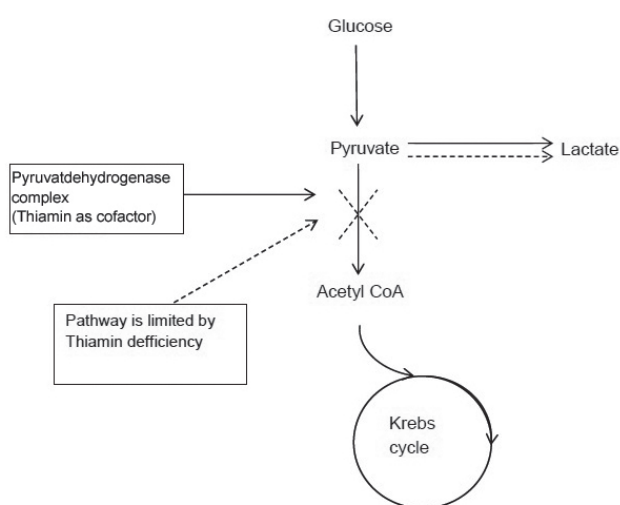 Glucose
Pyruvate
Lactate
Pyruvatdehydrogenase
complex
(Thiamin as cofactor)
Acetyl CoA
Pathway is limited by
Thiamin defficiency
Krebs
cycle